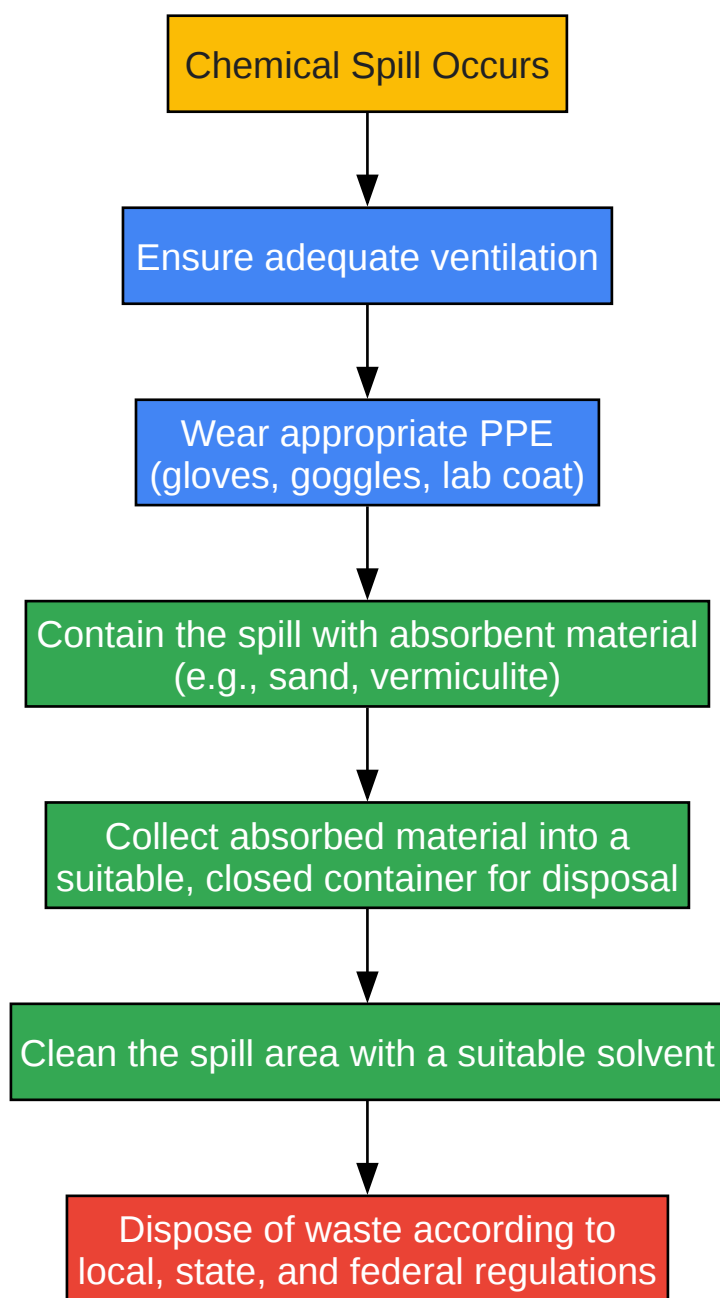 Chemical Spill Occurs
Ensure adequate ventilation
Wear appropriate PPE
(gloves, goggles, lab coat)
Contain the spill with absorbent material
(e.g., sand, vermiculite)
Collect absorbed material into a
suitable, closed container for disposal
Clean the spill area with a suitable solvent
Dispose of waste according to
local, state, and federal regulations